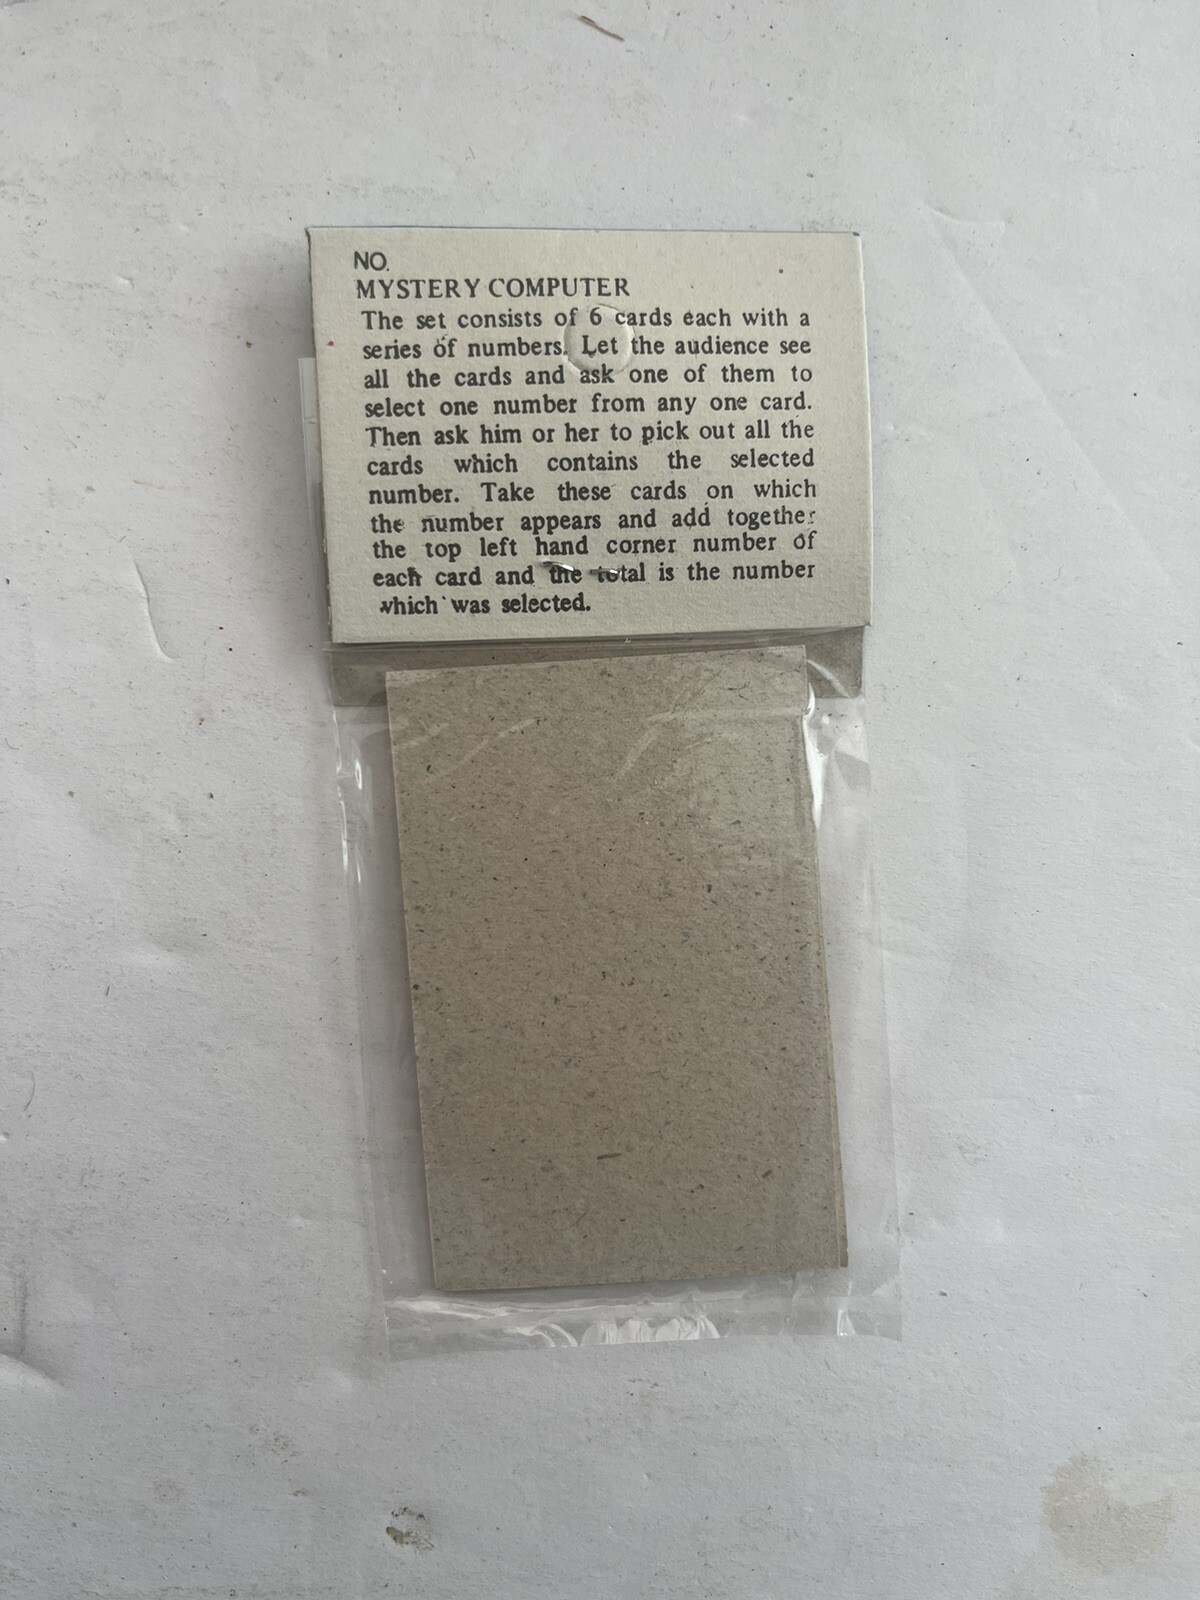 NO.
MYSTERY COMPUTER
The set consists of 6 cards each with a
series of numbers. Let the audience see
all the cards and ask one of them to
select one number from any one card.
Then ask him or her to pick out all the
cards which contains the selected
number. Take these cards on which
the number appears and add together
the top left hand corner number of
each card and the total is the number
which was selected.